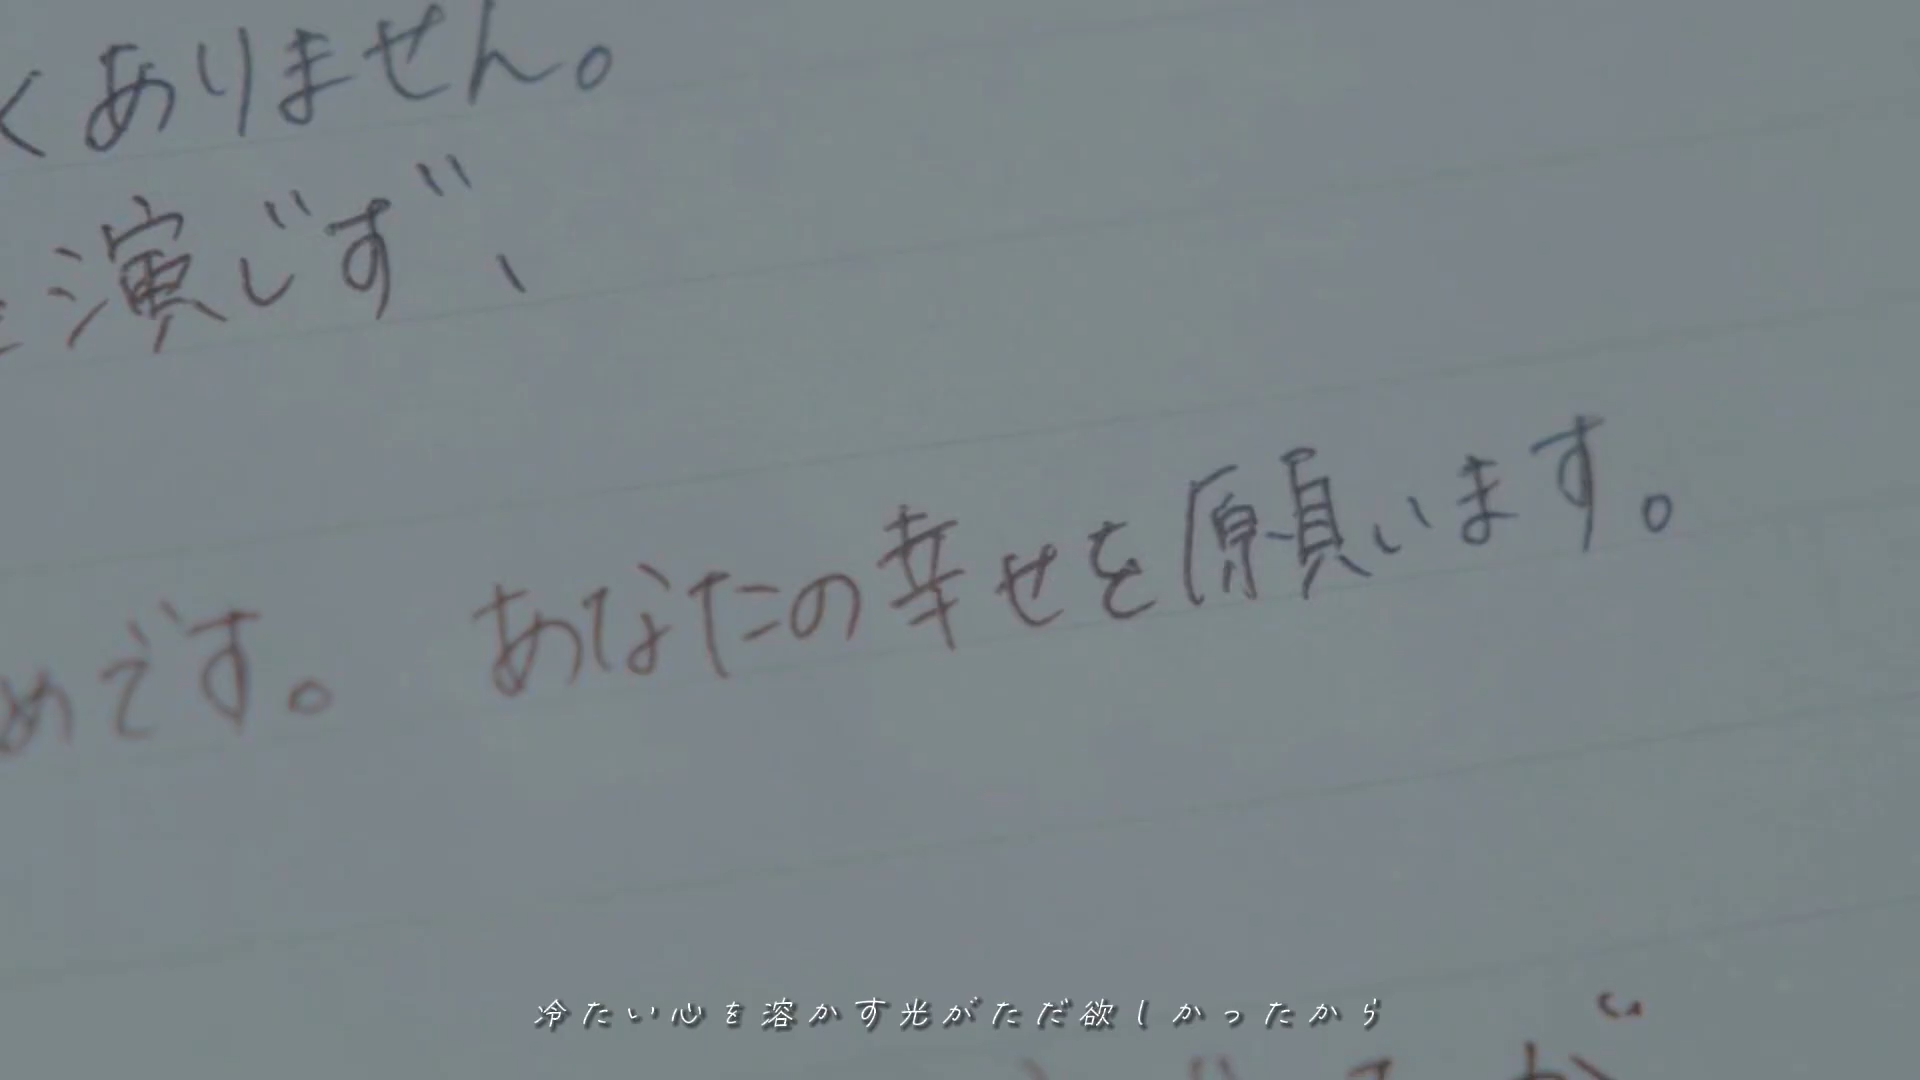 くありません。
演じず、
めです。 あなたの幸せを願います。
冷たい心を溶かす光がただ欲しかったから